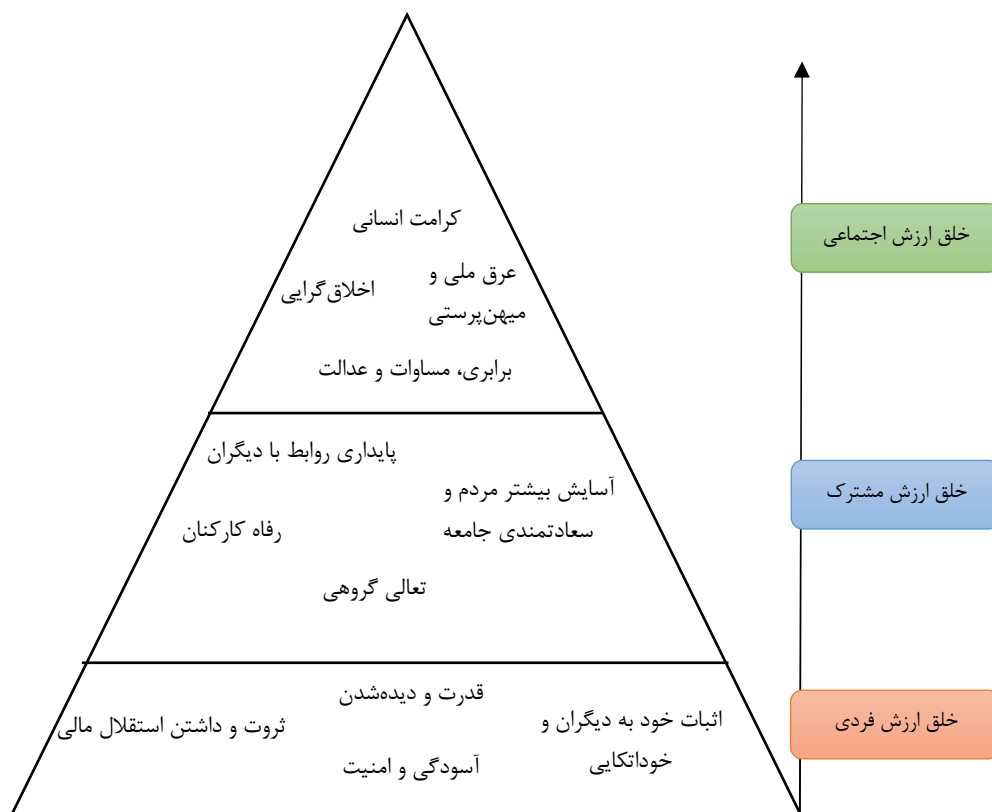 کرامت انسانی
خلق ارزش اجتماعی
عرق ملی و
میهن‌پرستی
اخلاق‌گرایی
برابری، مساوات و عدالت
پایداری روابط با دیگران
خلق ارزش مشترک
آسایش بیشتر مردم و
سعادتمندی جامعه
رفاه کارکنان
تعالی گروهی
قدرت و دیده‌شدن
خلق ارزش فردی
اثبات خود به دیگران و
خوداتکایی
ثروت و داشتن استقلال مالی
آسودگی و امنیت